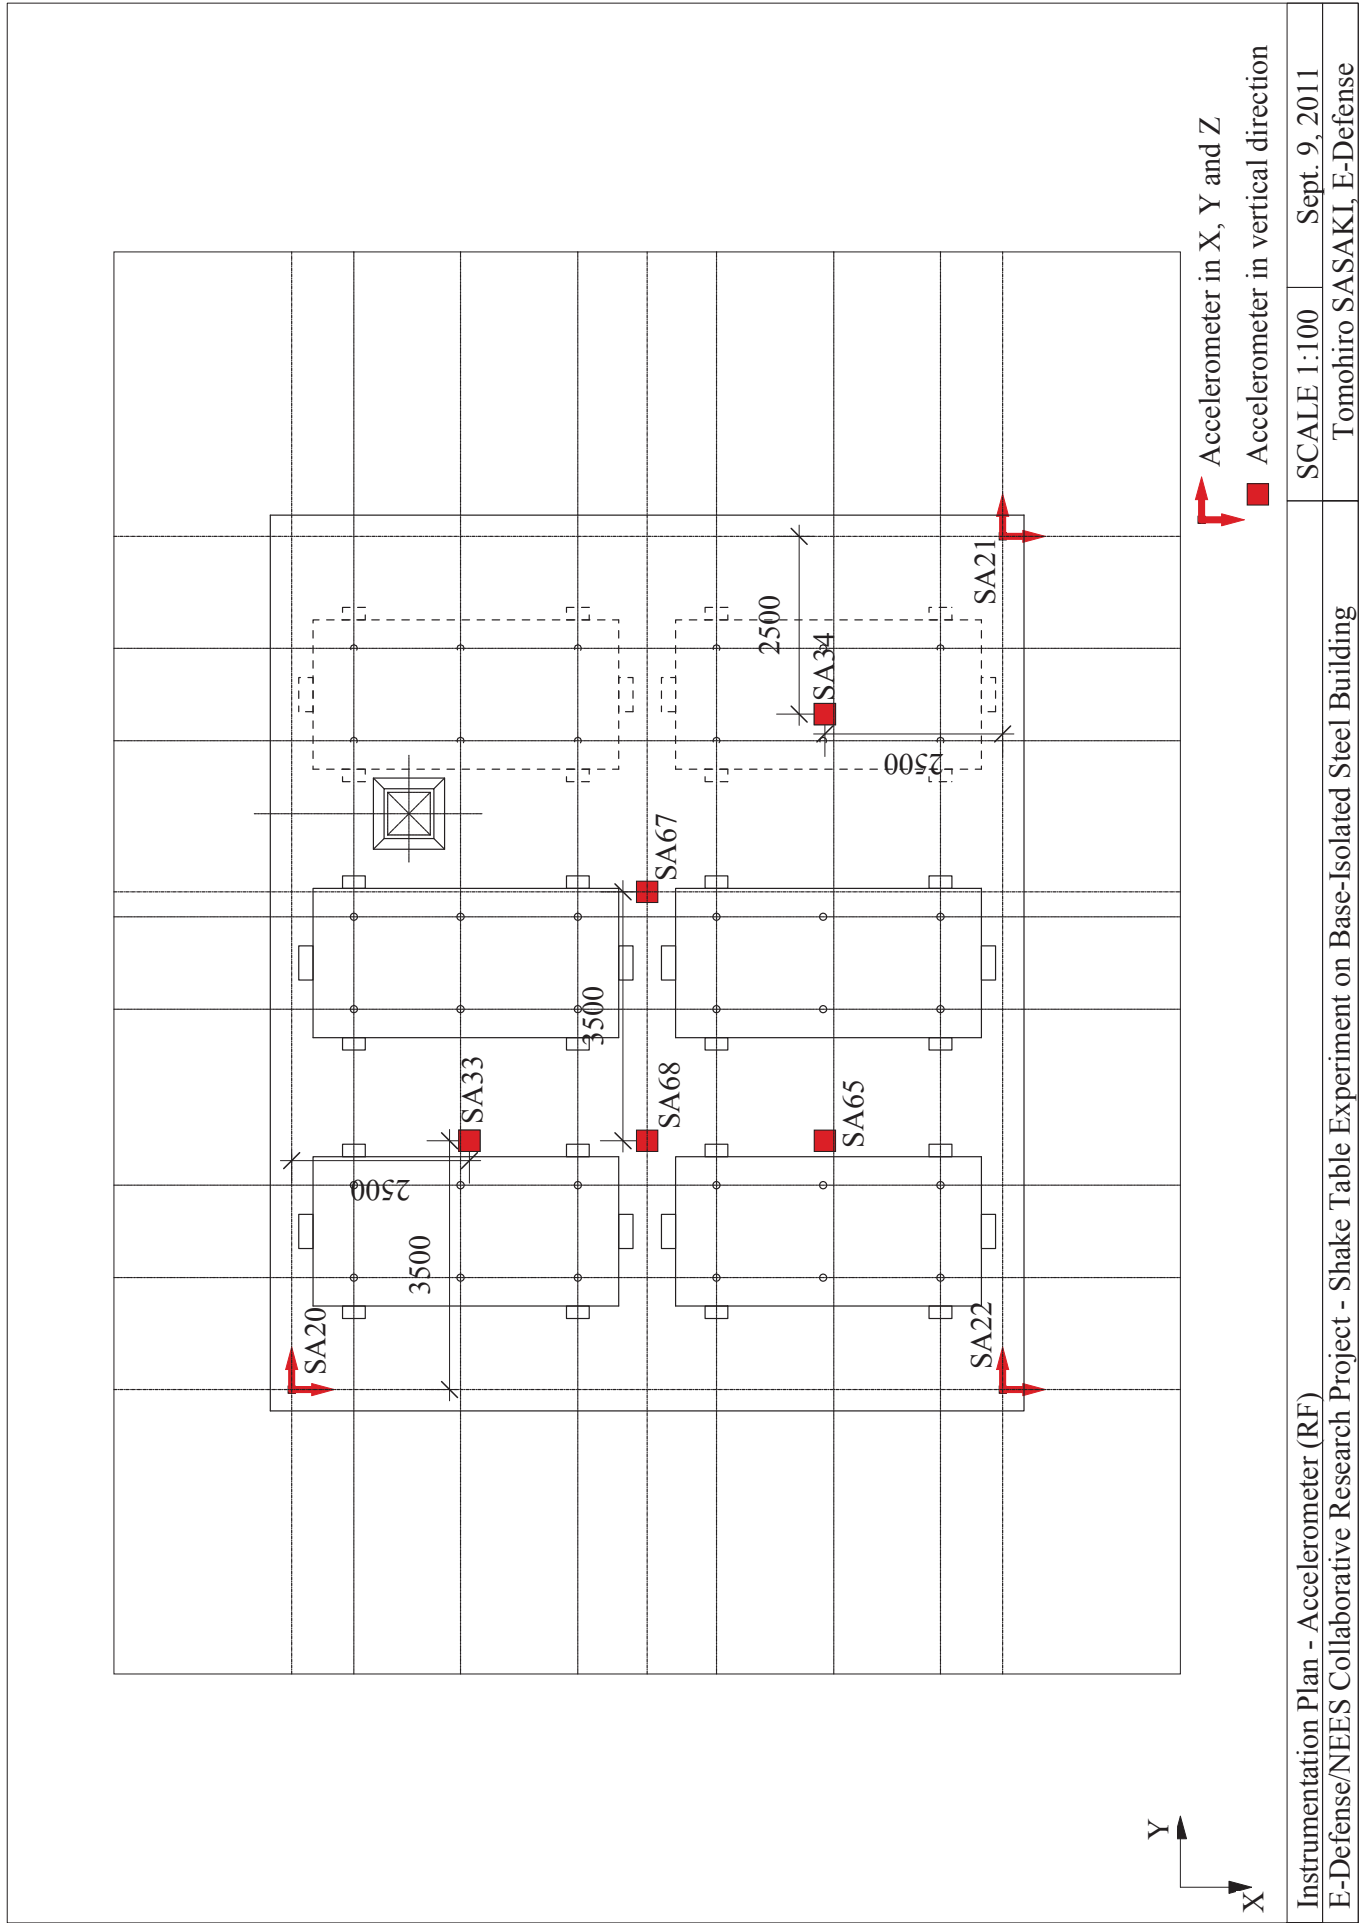 SA20
SA33
SA67
SA34
SA68
SA65
SA21
SA22
2500
3500
3500
2500
2500
Accelerometer in X, Y and Z
Accelerometer in vertical direction
Y
X
Instrumentation Plan - Accelerometer (RF)
SCALE 1:100
Sept. 9, 2011
E-Defense/NEES Collaborative Research Project - Shake Table Experiment on Base-Isolated Steel Building
Tomohiro SASAKI, E-Defense